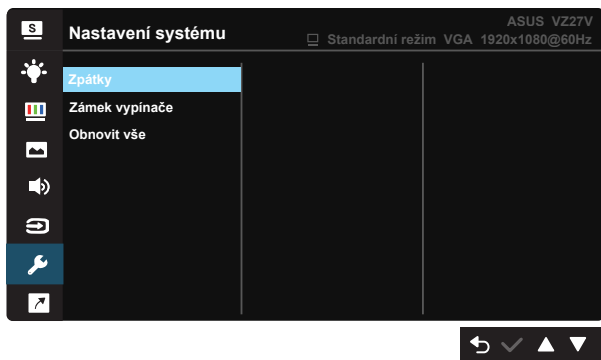 S
Nastavení systému
ASUS VZ27V
Standardní režim VGA 1920x1080@60Hz
Zpátky
Zámek vypínače
Obnovit vše